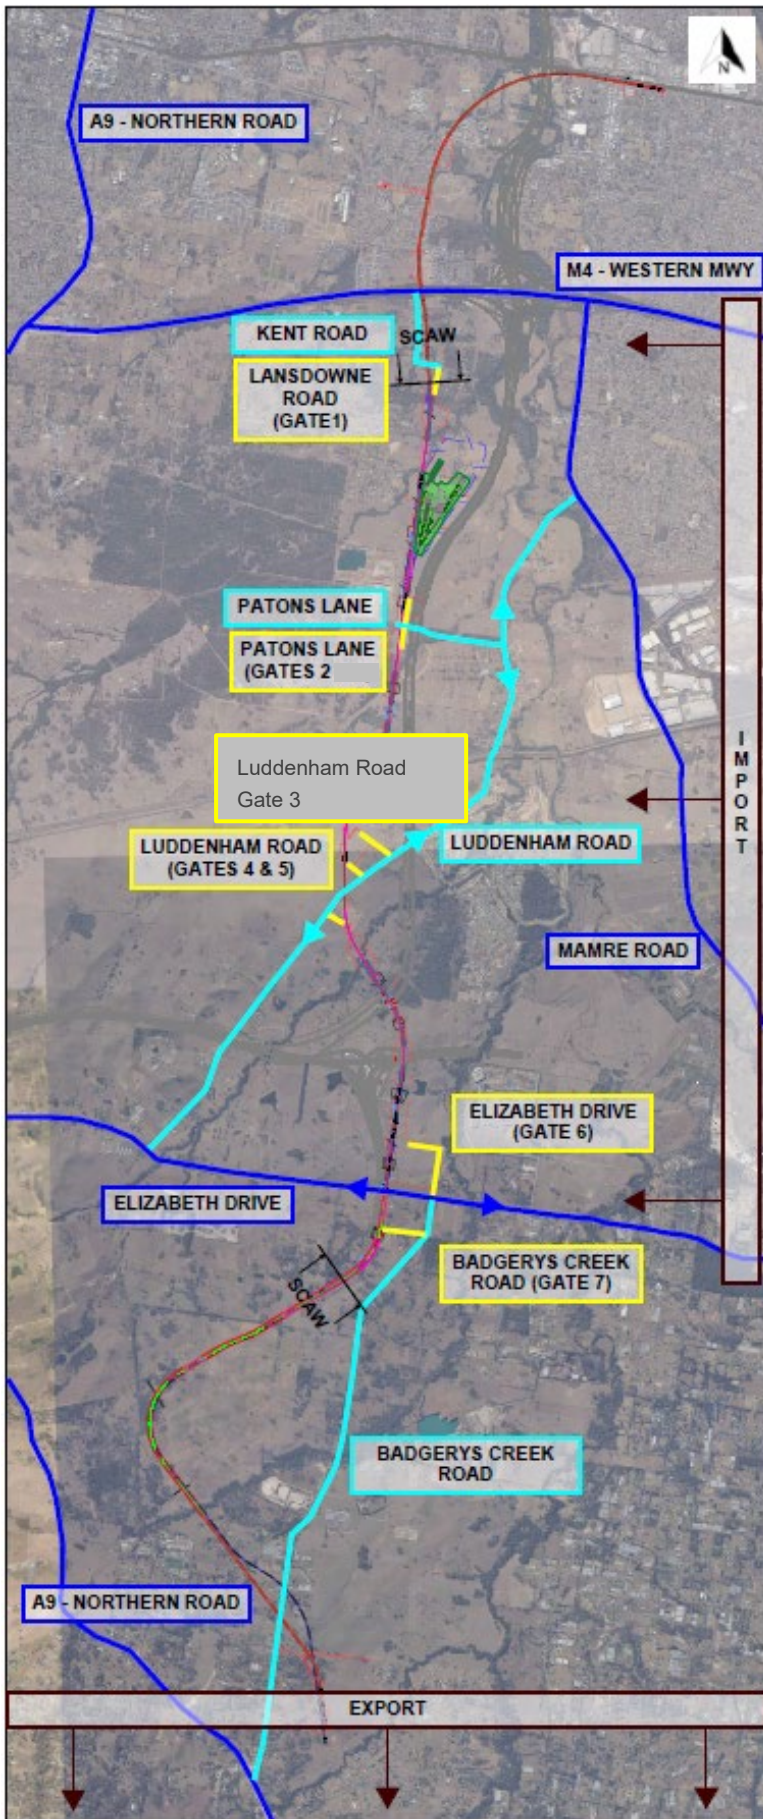 N
A9 - NORTHERN ROAD
M4 - WESTERN MWY
KENT ROAD
SCAW
LANSDOWNE
ROAD
(GATE1)
PATONS LANE
PATONS LANE
(GATES 2
IMPORT
Luddenham Road
Gate 3
LUDDENHAM ROAD
(GATES 4 & 5)
LUDDENHAM ROAD
MAMRE ROAD
ELIZABETH DRIVE
(GATE 6)
ELIZABETH DRIVE
BADGERYS CREEK
ROAD (GATE 7)
SCAW
BADGERYS CREEK
ROAD
A9 - NORTHERN ROAD
EXPORT